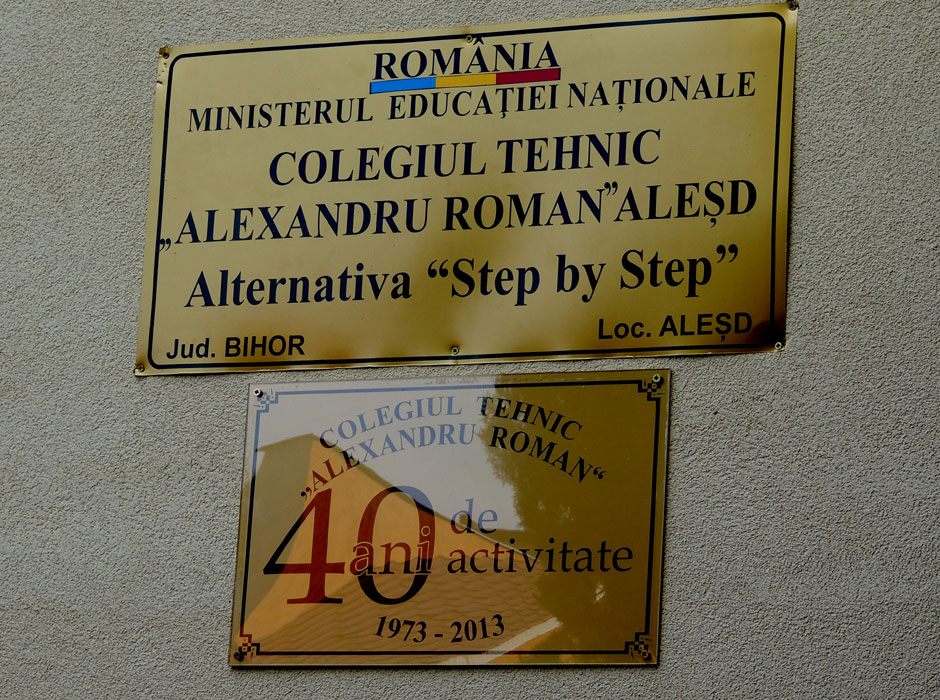 ROMÂNIA
MINISTERUL EDUCAŢIEI NAȚIONALE
COLEGIUL TEHNIC
„ALEXANDRU ROMAN” ALEȘD
Alternativa “Step by Step”
Jud. BIHOR
Loc. ALEȘD
COLEGIUL TEHNIC
„ALEXANDRU ROMAN“
40 ani de activitate
1973 - 2013